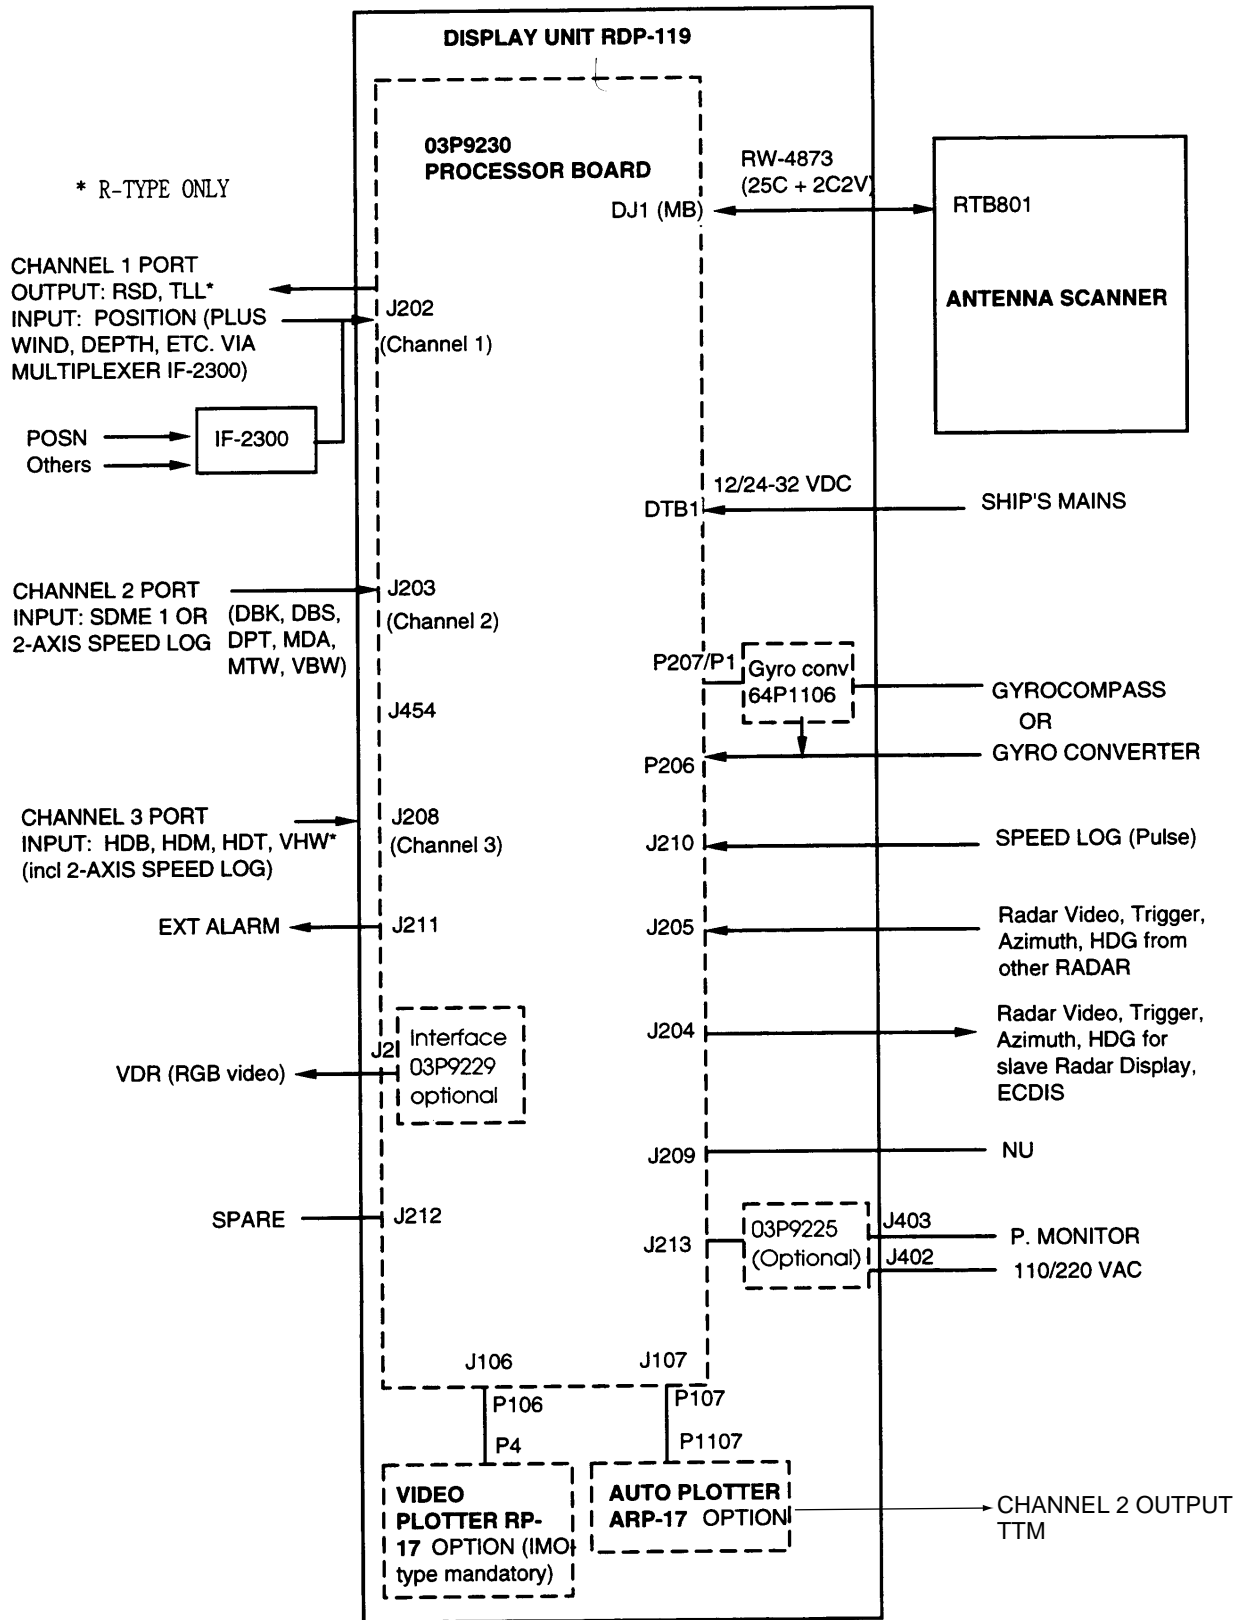 DISPLAY UNIT RDP-119
03P9230
PROCESSOR BOARD
* R-TYPE ONLY
RW-4873
(25C + 2C2V)
DJ1 (MB)
RTB801
ANTENNA SCANNER
CHANNEL 1 PORT
OUTPUT: RSD, TLL*
INPUT: POSITION (PLUS
WIND, DEPTH, ETC. VIA
MULTIPLEXER IF-2300)
J202
(Channel 1)
POSN
Others
IF-2300
12/24-32 VDC
DTB1
SHIP'S MAINS
CHANNEL 2 PORT
INPUT: SDME 1 OR
2-AXIS SPEED LOG
(DBK, DBS,
DPT, MDA,
MTW, VBW)
J203
(Channel 2)
P207/P1
Gyro conv
64P1106
GYROCOMPASS
OR
GYRO CONVERTER
J454
P206
CHANNEL 3 PORT
INPUT: HDB, HDM, HDT, VHW*
(incl 2-AXIS SPEED LOG)
J208
(Channel 3)
J210
SPEED LOG (Pulse)
EXT ALARM
J211
J205
Radar Video, Trigger,
Azimuth, HDG from
other RADAR
J204
Radar Video, Trigger,
Azimuth, HDG for
slave Radar Display,
ECDIS
VDR (RGB video)
J2
Interface
03P9229
optional
J209
NU
SPARE
J212
J213
03P9225
(Optional)
J403
P. MONITOR
J402
110/220 VAC
J106
J107
P106
P107
P4
P1107
VIDEO
PLOTTER RP-
17 OPTION (IMO
type mandatory)
AUTO PLOTTER
ARP-17 OPTION
CHANNEL 2 OUTPUT
TTM